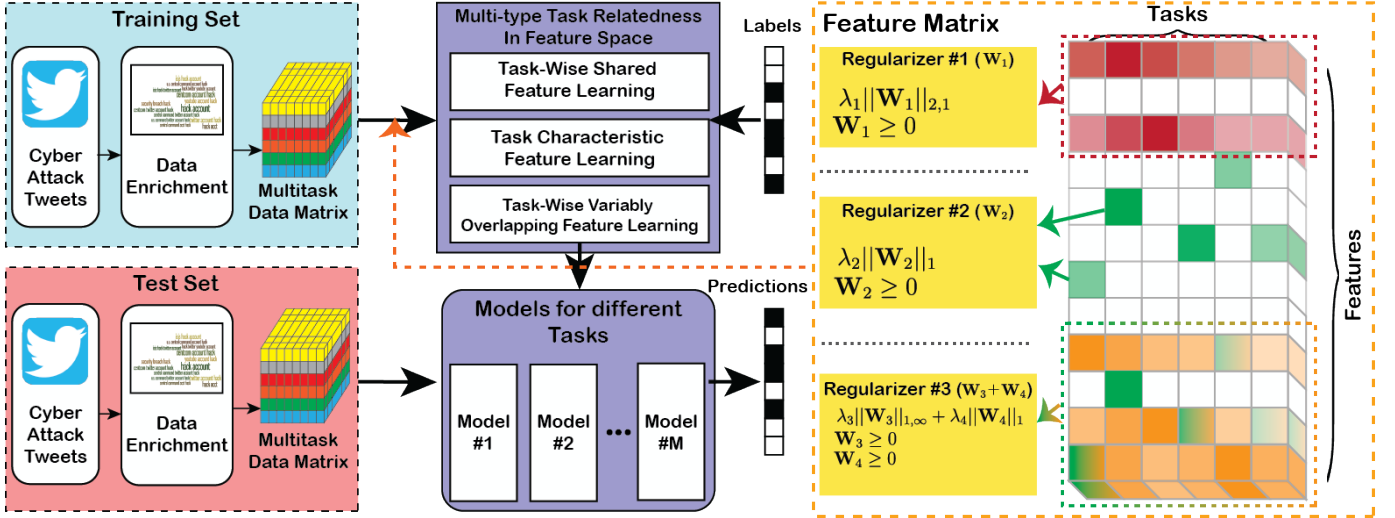 Training Set
Cyber
Attack
Tweets
Data
Enrichment
Multitask
Data Matrix
Test Set
Cyber
Attack
Tweets
Data
Enrichment
Multitask
Data Matrix
Multi-type Task Relatedness
In Feature Space
Task-Wise Shared
Feature Learning
Task Characteristic
Feature Learning
Task-Wise Variably
Overlapping Feature Learning
Labels
Models for different
Tasks
Model
#1
Model
#2
•••
Model
#M
Predictions
Feature Matrix
Tasks
Features
Regularizer #1 (W₁)
λ₁||W₁||₂,₁
W₁ ≥ 0
Regularizer #2 (W₂)
λ₂||W₂||₁
W₂ ≥ 0
Regularizer #3 (W₃+W₄)
λ₃||W₃||₁,∞ + λ₄||W₄||₁
W₃ ≥ 0
W₄ ≥ 0